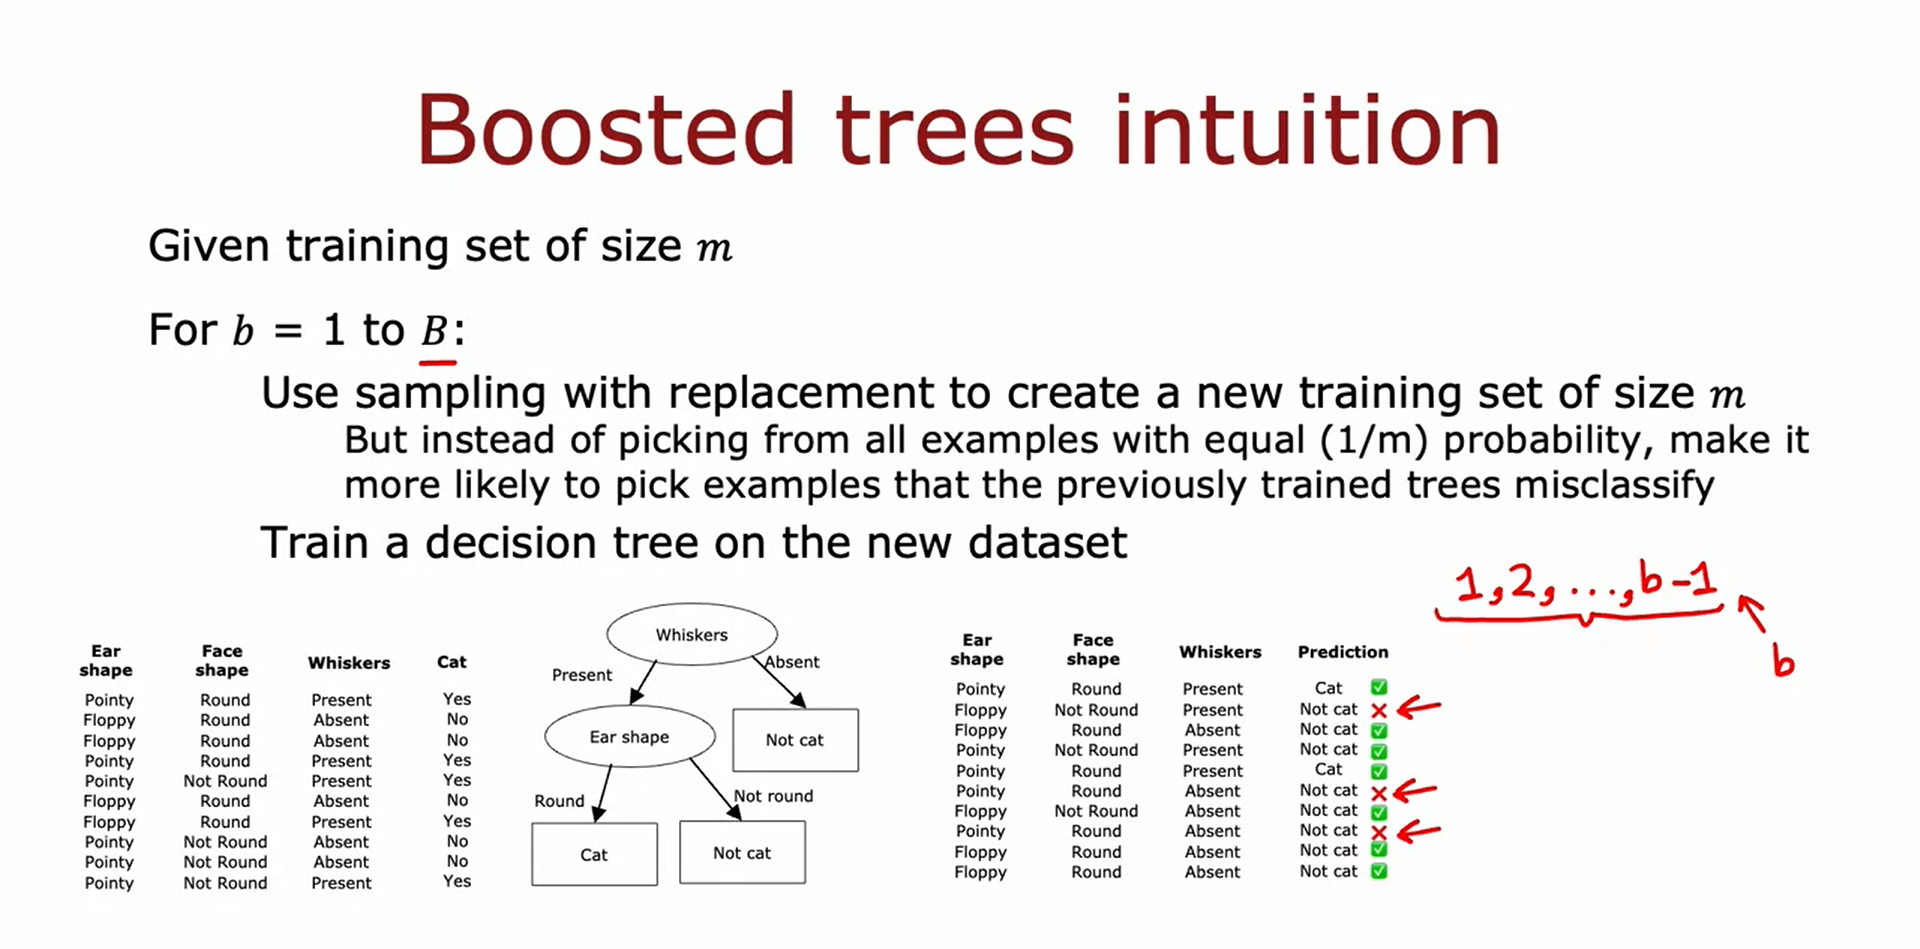 Boosted trees intuition
Given training set of size m
For b = 1 to B:
Use sampling with replacement to create a new training set of size m
But instead of picking from all examples with equal (1/m) probability, make it
more likely to pick examples that the previously trained trees misclassify
Train a decision tree on the new dataset
1,2,...,b-1
b
Ear shape Face shape Whiskers Cat
Pointy Round Present Yes
Floppy Round Absent No
Floppy Round Absent No
Pointy Round Present Yes
Pointy Not Round Present Yes
Floppy Round Absent No
Floppy Round Present Yes
Pointy Not Round Absent No
Pointy Not Round Absent No
Pointy Not Round Present Yes
Whiskers
Present Absent
Ear shape Not cat
Round Not round
Cat Not cat
Ear shape Face shape Whiskers Prediction
Pointy Round Present Cat ✅
Floppy Not Round Present Not cat ✕
Floppy Round Absent Not cat ✅
Pointy Not Round Present Not cat ✅
Pointy Round Present Cat ✅
Pointy Round Absent Not cat ✕
Floppy Not Round Absent Not cat ✅
Pointy Round Absent Not cat ✕
Floppy Round Absent Not cat ✅
Floppy Round Absent Not cat ✅